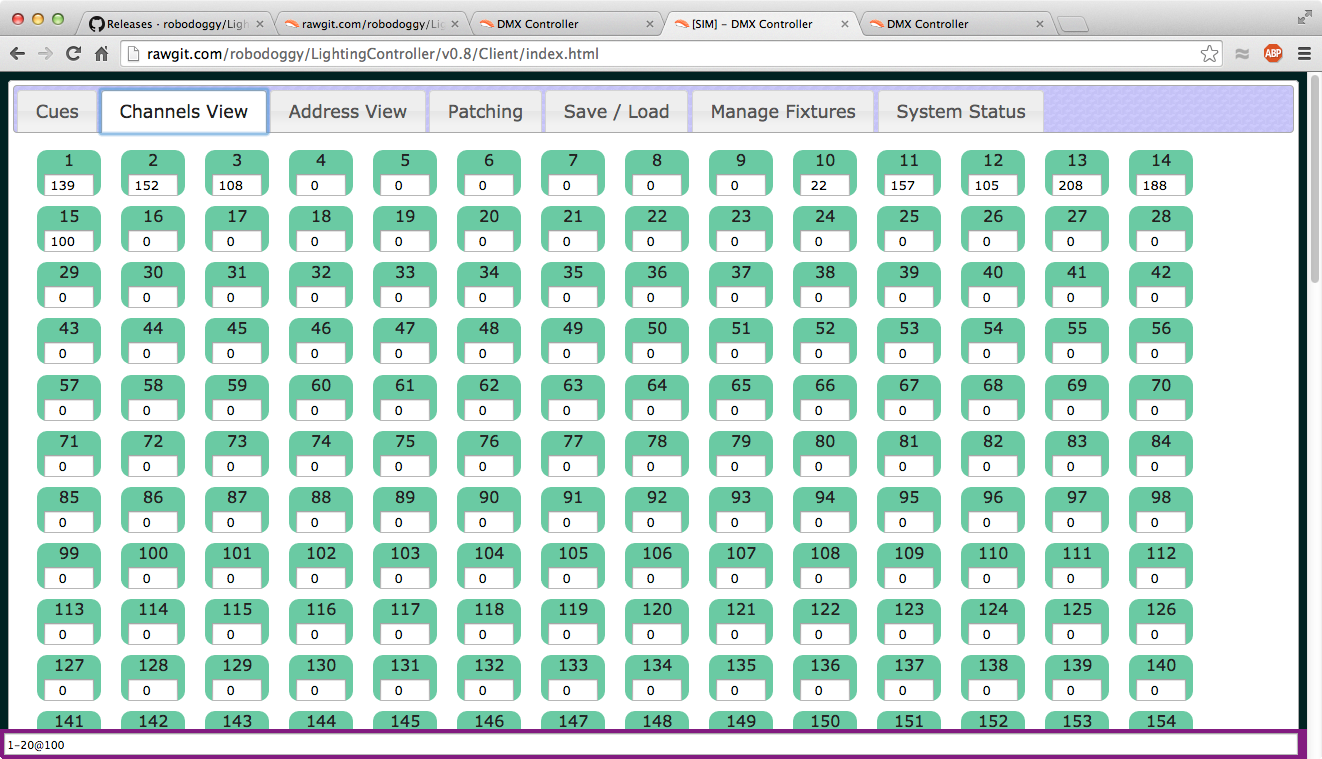 Releases · robodoggy/Ligh rawgit.com/robodoggy/Lig DMX Controller [SIM] – DMX Controller DMX Controller
rawgit.com/robodoggy/LightingController/v0.8/Client/index.html ABP
Cues Channels View Address View Patching Save / Load Manage Fixtures System Status
1 2 3 4 5 6 7 8 9 10 11 12 13 14
139 152 108 0 0 0 0 0 0 22 157 105 208 188
15 16 17 18 19 20 21 22 23 24 25 26 27 28
100 0 0 0 0 0 0 0 0 0 0 0 0 0
29 30 31 32 33 34 35 36 37 38 39 40 41 42
0 0 0 0 0 0 0 0 0 0 0 0 0 0
43 44 45 46 47 48 49 50 51 52 53 54 55 56
0 0 0 0 0 0 0 0 0 0 0 0 0 0
57 58 59 60 61 62 63 64 65 66 67 68 69 70
0 0 0 0 0 0 0 0 0 0 0 0 0 0
71 72 73 74 75 76 77 78 79 80 81 82 83 84
0 0 0 0 0 0 0 0 0 0 0 0 0 0
85 86 87 88 89 90 91 92 93 94 95 96 97 98
0 0 0 0 0 0 0 0 0 0 0 0 0 0
99 100 101 102 103 104 105 106 107 108 109 110 111 112
0 0 0 0 0 0 0 0 0 0 0 0 0 0
113 114 115 116 117 118 119 120 121 122 123 124 125 126
0 0 0 0 0 0 0 0 0 0 0 0 0 0
127 128 129 130 131 132 133 134 135 136 137 138 139 140
0 0 0 0 0 0 0 0 0 0 0 0 0 0
141 142 143 144 145 146 147 148 149 150 151 152 153 154
1-20@100